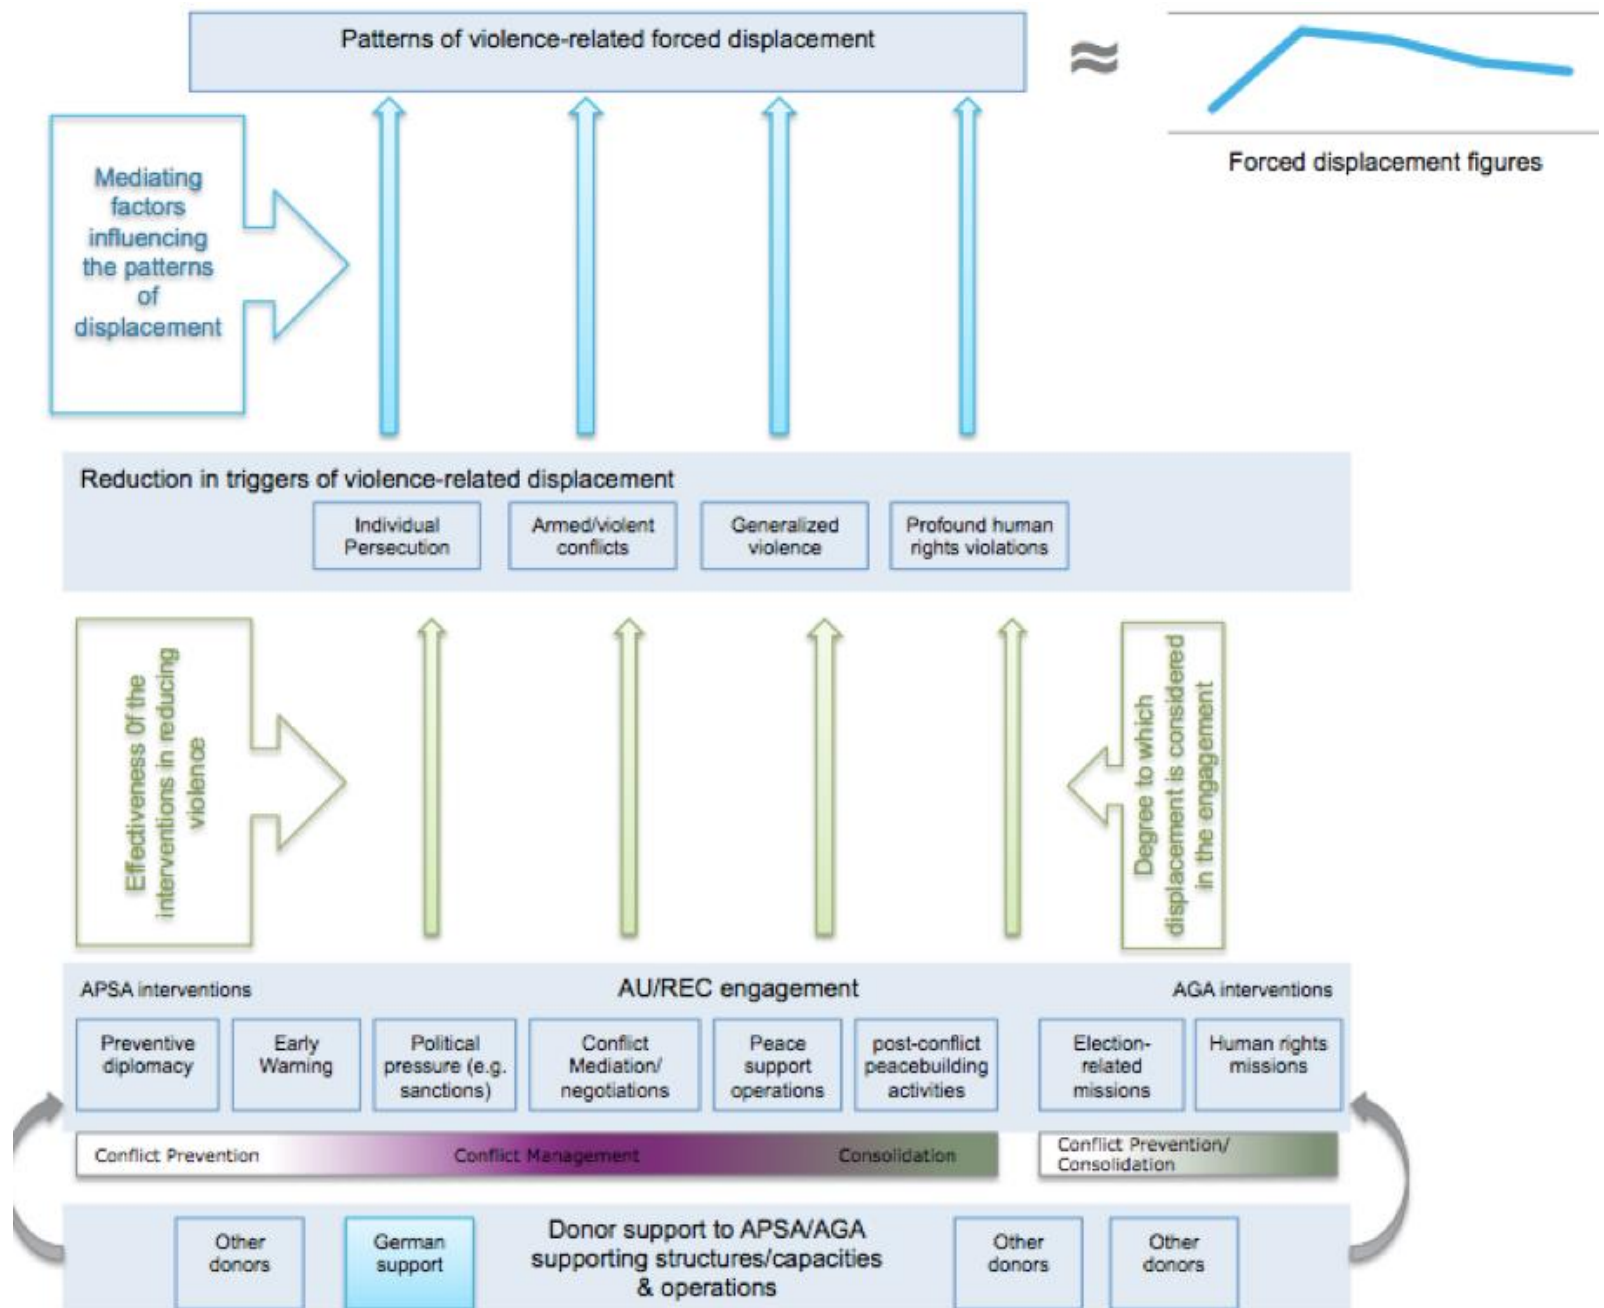 Patterns of violence-related forced displacement
≈
Forced displacement figures
Mediating
factors
influencing
the patterns
of
displacement
Reduction in triggers of violence-related displacement
Individual
Persecution
Armed/violent
conflicts
Generalized
violence
Profound human
rights violations
Effectiveness 0f the
interventions in reducing
violence
Degree to which
displacement is considered
in the engagement
APSA interventions
AU/REC engagement
AGA interventions
Preventive
diplomacy
Early
Warning
Political
pressure (e.g.
sanctions)
Conflict
Mediation/
negotiations
Peace
support
operations
post-conflict
peacebuilding
activities
Election-
related
missions
Human rights
missions
Conflict Prevention
Conflict Management
Consolidation
Conflict Prevention/
Consolidation
Other
donors
German
support
Donor support to APSA/AGA
supporting structures/capacities
& operations
Other
donors
Other
donors